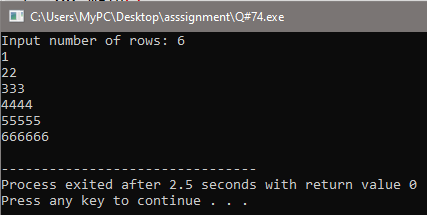 C:\Users\MyPC\Desktop\asssignment\Q#74.exe
Input number of rows: 6
1
22
333
4444
55555
666666
--------------------------------
Process exited after 2.5 seconds with return value 0
Press any key to continue . . .